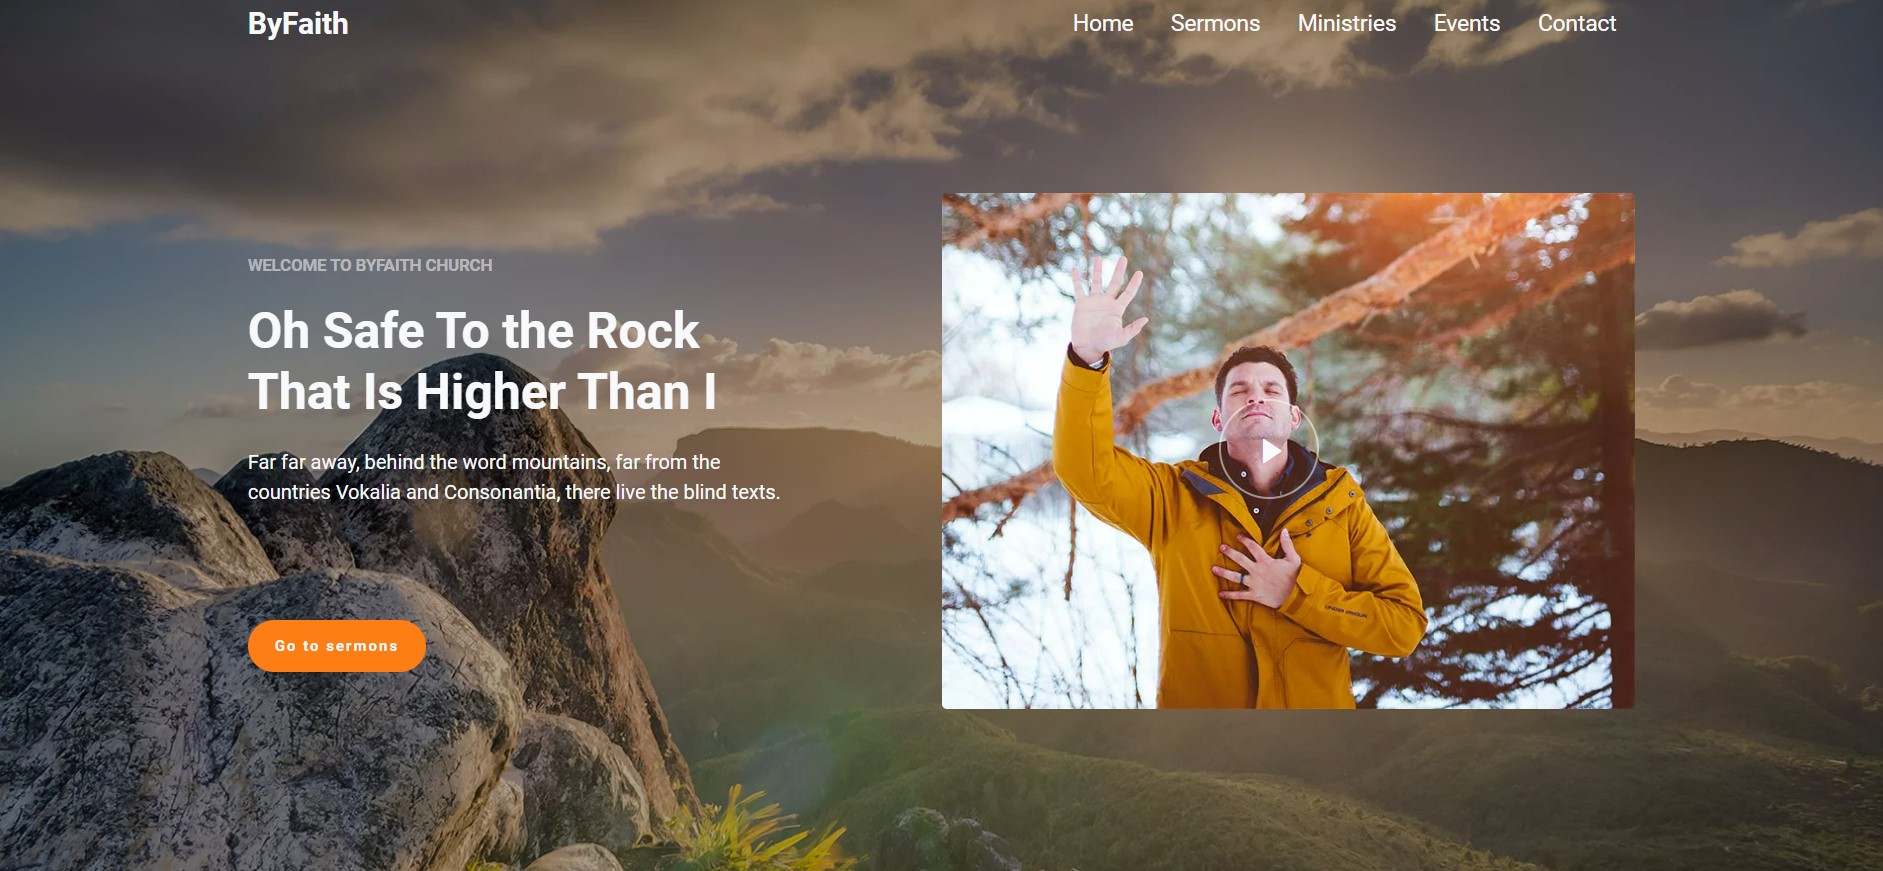 ByFaith
Home Sermons Ministries Events Contact
WELCOME TO BYFAITH CHURCH
Oh Safe To the Rock
That Is Higher Than I
Far far away, behind the word mountains, far from the
countries Vokalia and Consonantia, there live the blind texts.
Go to sermons
UNDER ARMOUR